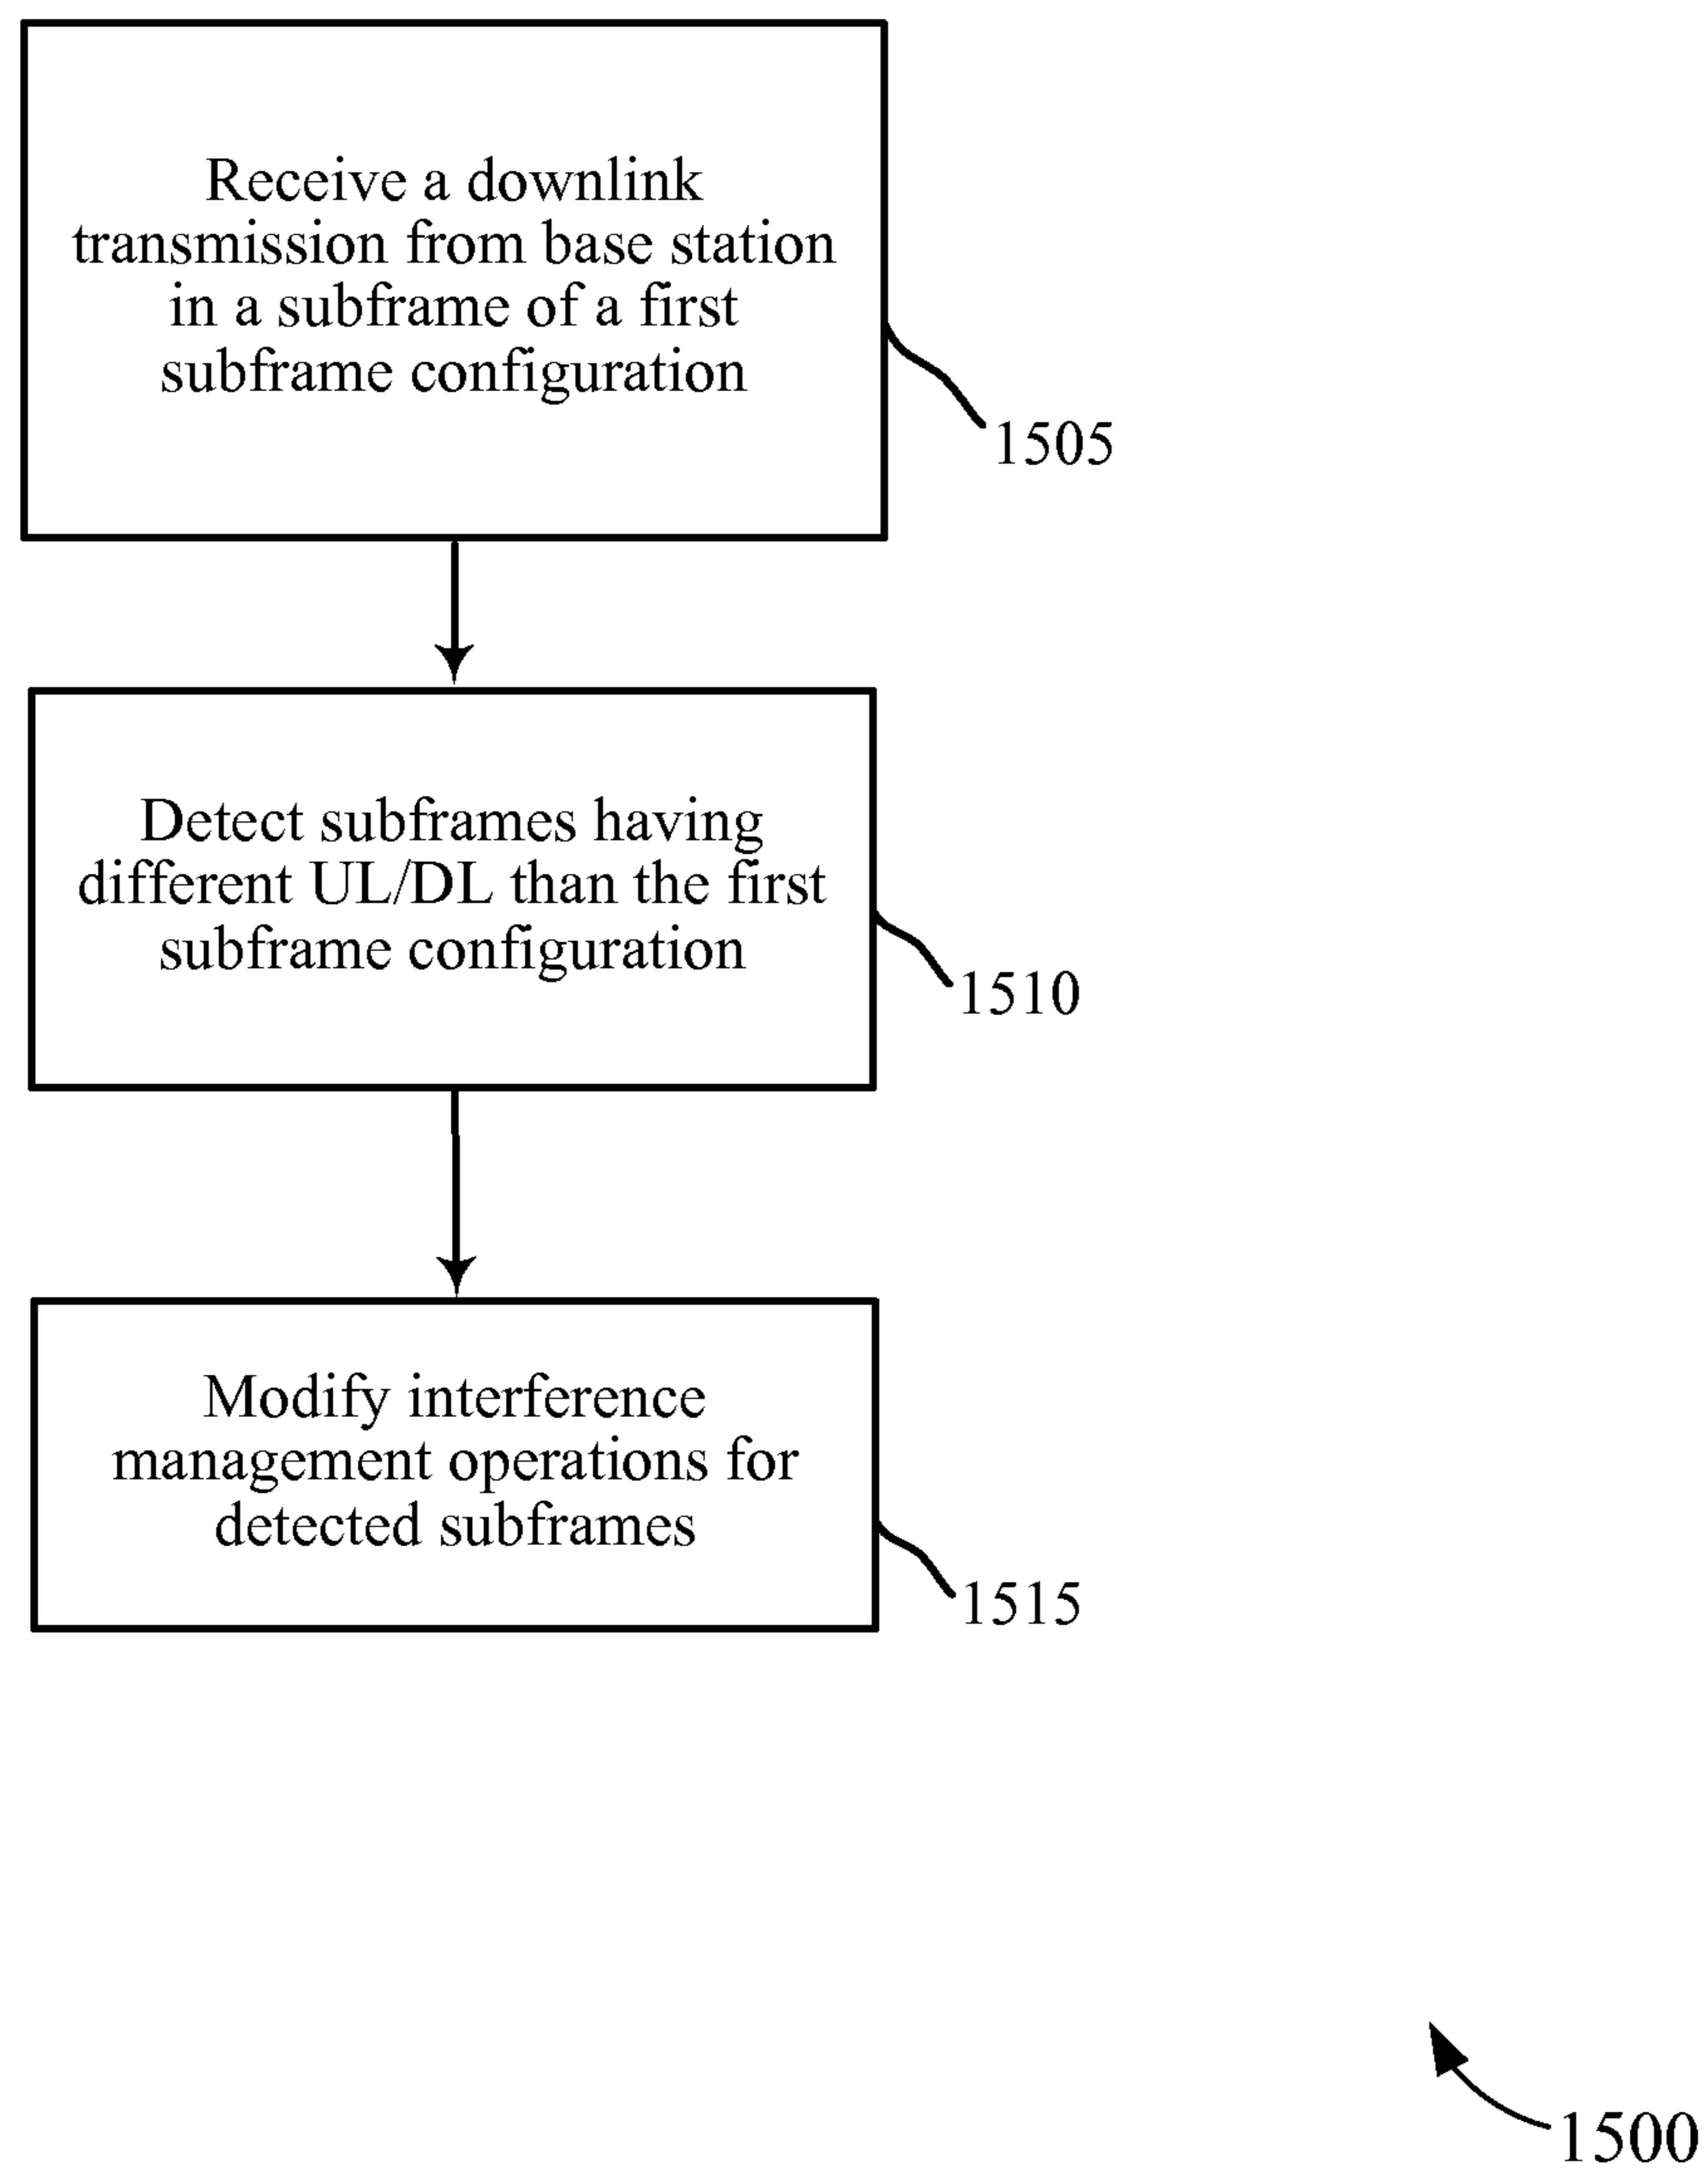 Receive a downlink
transmission from base station
in a subframe of a first
subframe configuration
1505
Detect subframes having
different UL/DL than the first
subframe configuration
1510
Modify interference
management operations for
detected subframes
1515
1500